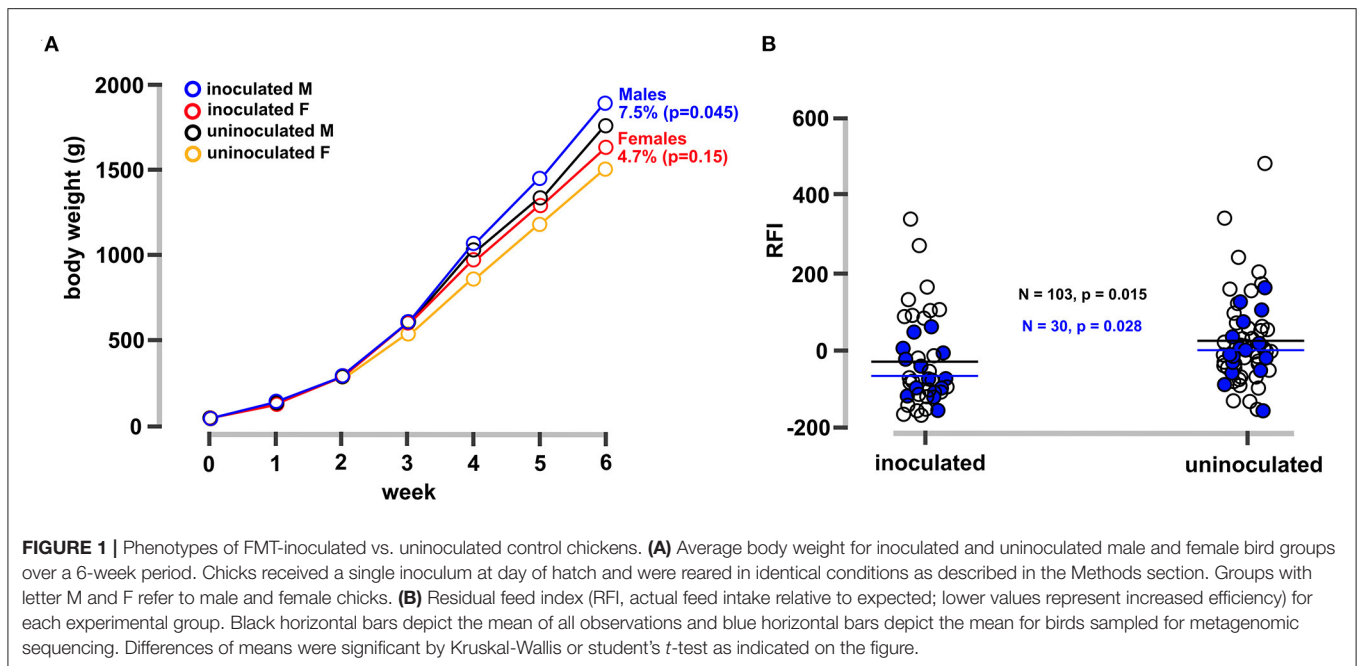 A
2000
1500
1000
500
0
body weight (g)
inoculated M
inoculated F
uninoculated M
uninoculated F
Males
7.5% (p=0.045)
Females
4.7% (p=0.15)
0 1 2 3 4 5 6
week
B
600
400
200
0
-200
RFI
N = 103, p = 0.015
N = 30, p = 0.028
inoculated uninoculated
FIGURE 1 | Phenotypes of FMT-inoculated vs. uninoculated control chickens. (A) Average body weight for inoculated and uninoculated male and female bird groups
over a 6-week period. Chicks received a single inoculum at day of hatch and were reared in identical conditions as described in the Methods section. Groups with
letter M and F refer to male and female chicks. (B) Residual feed index (RFI, actual feed intake relative to expected; lower values represent increased efficiency) for
each experimental group. Black horizontal bars depict the mean of all observations and blue horizontal bars depict the mean for birds sampled for metagenomic
sequencing. Differences of means were significant by Kruskal-Wallis or student's t-test as indicated on the figure.